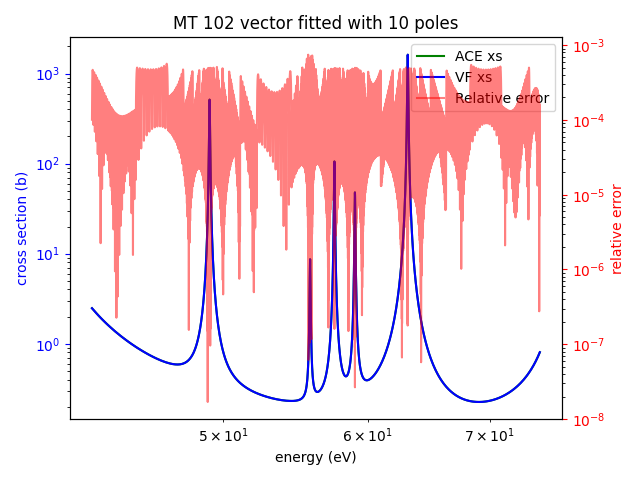 MT 102 vector fitted with 10 poles
ACE xs
VF xs
Relative error
cross section (b)
10³
10²
10¹
10⁰
relative error
10⁻³
10⁻⁴
10⁻⁵
10⁻⁶
10⁻⁷
10⁻⁸
5 × 10¹
6 × 10¹
7 × 10¹
energy (eV)